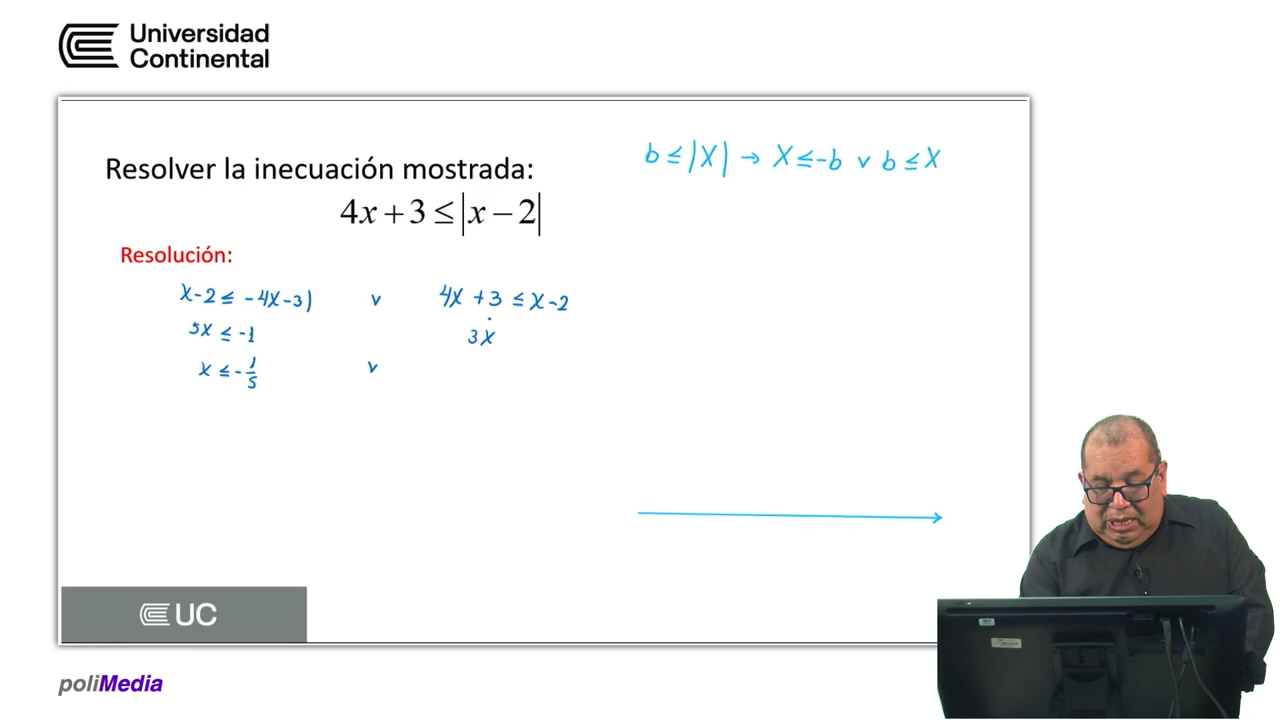 Universidad
Continental
Resolver la inecuación mostrada:
4x + 3 ≤ |x − 2|
b ≤ |X| → X ≤ -b v b ≤ X
Resolución:
X-2 ≤ -4X-3) v 4X + 3 ≤ X-2
5X ≤ -1 3X
X ≤ -1/5 v
UC
poliMedia